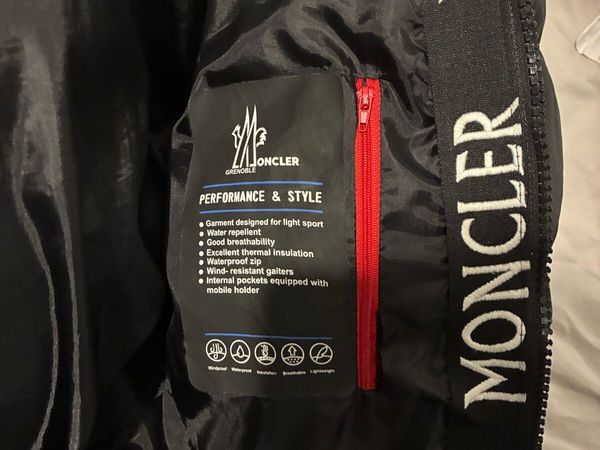 MONCLER
GRENOBLE
PERFORMANCE & STYLE
● Garment designed for light sport
● Water repellent
● Good breathability
● Excellent thermal insulation
● Waterproof zip
● Wind- resistant gaiters
● Internal pockets equipped with
mobile holder
Windproof Waterproof Insulation Breathable Lightweight
MONCLER